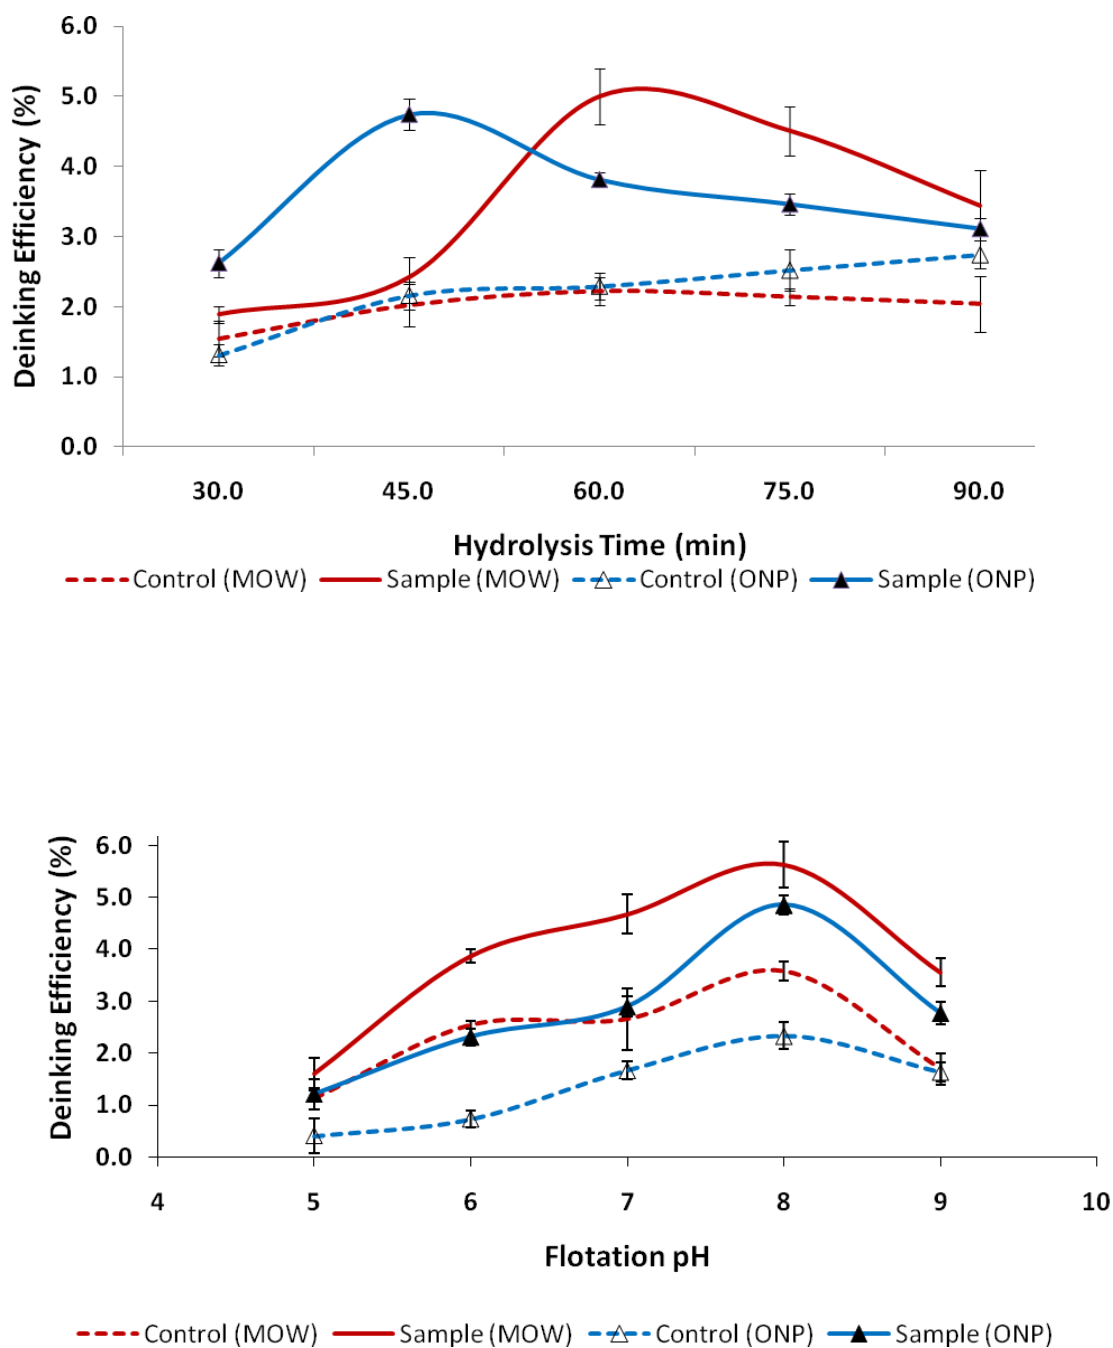 6.0
5.0
4.0
3.0
2.0
1.0
0.0
Deinking Efficiency (%)
30.0 45.0 60.0 75.0 90.0
Hydrolysis Time (min)
Control (MOW) Sample (MOW) Control (ONP) Sample (ONP)
6.0
5.0
4.0
3.0
2.0
1.0
0.0
Deinking Efficiency (%)
4 5 6 7 8 9 10
Flotation pH
Control (MOW) Sample (MOW) Control (ONP) Sample (ONP)